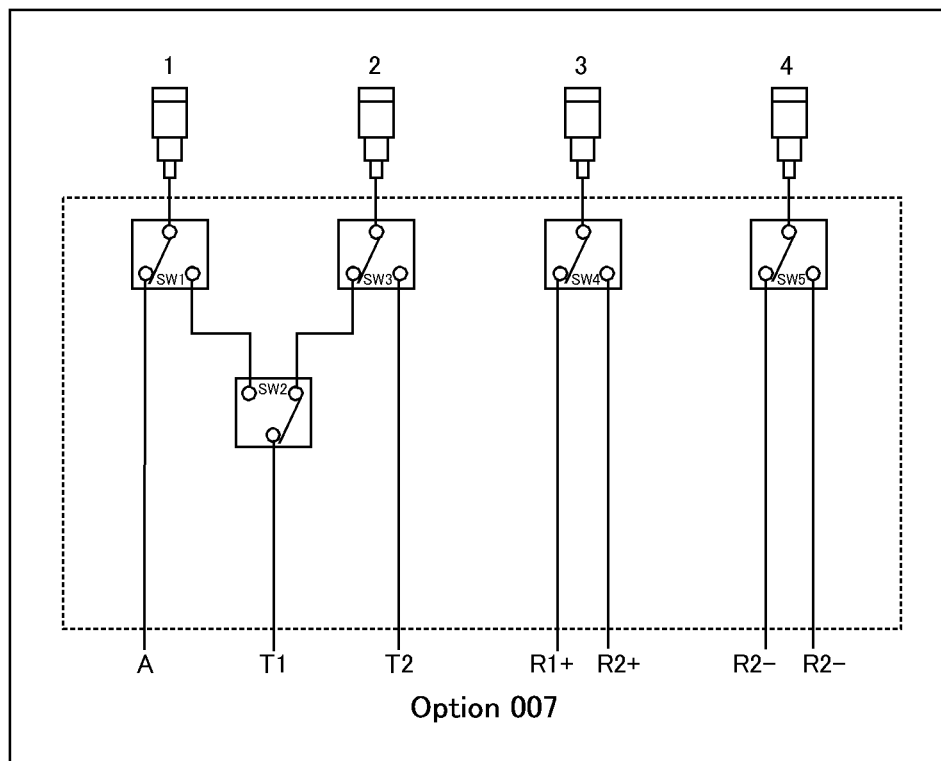 1 2 3 4
SW1 SW3 SW4 SW5
SW2
A T1 T2 R1+ R2+ R2− R2−
Option 007